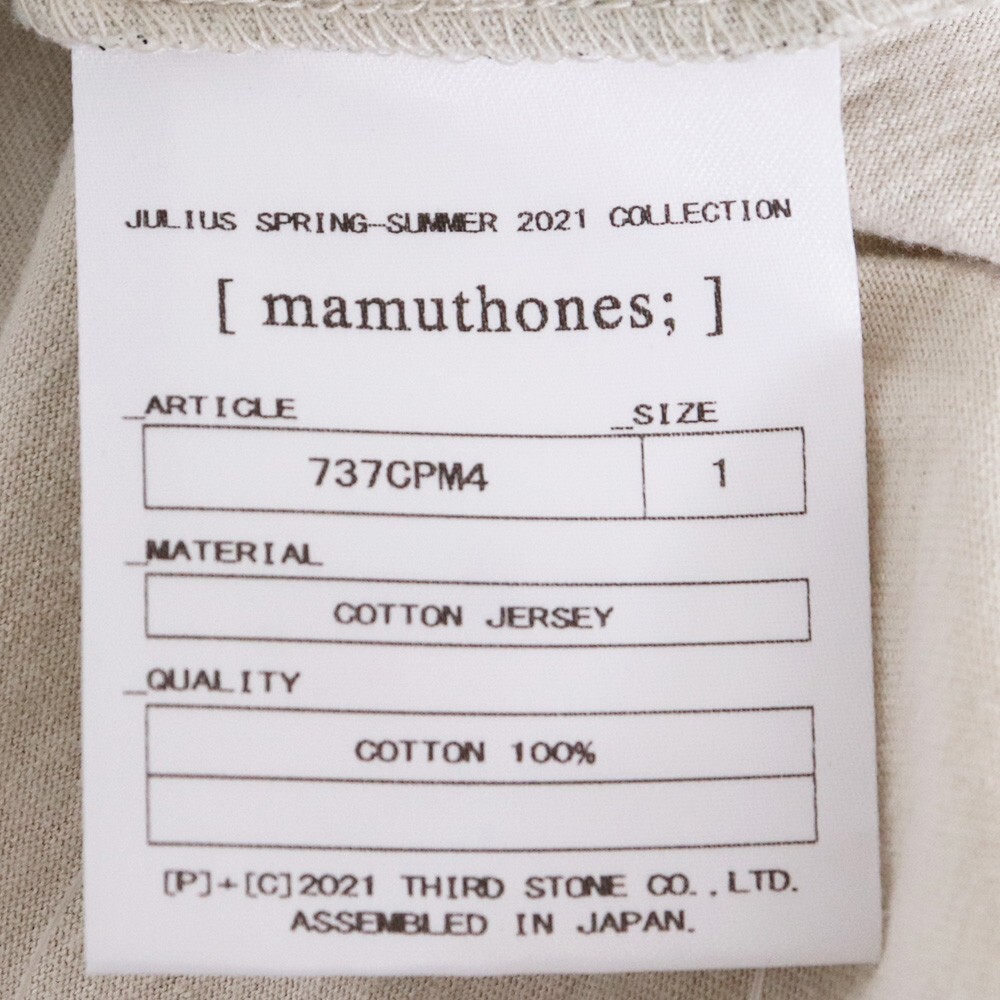 JULIUS SPRING-SUMMER 2021 COLLECTION
[ mamuthones; ]
_ARTICLE _SIZE
737CPM4 1
_MATERIAL
COTTON JERSEY
_QUALITY
COTTON 100%
[P]+[C]2021 THIRD STONE CO.,LTD.
ASSEMBLED IN JAPAN.